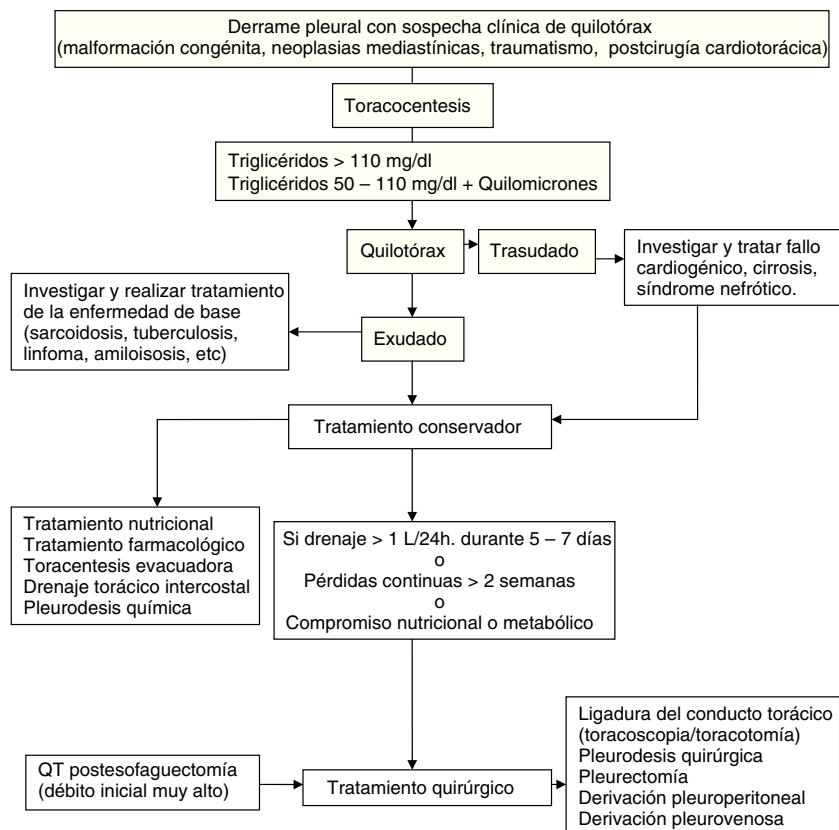 Derrame pleural con sospecha clínica de quilotórax
(malformación congénita, neoplasias mediastínicas, traumatismo, postcirugía cardiotorácica)
Toracocentesis
Triglicéridos > 110 mg/dl
Triglicéridos 50 – 110 mg/dl + Quilomicrones
Quilotórax
Trasudado
Investigar y tratar fallo
cardiogénico, cirrosis,
síndrome nefrótico.
Investigar y realizar tratamiento
de la enfermedad de base
(sarcoidosis, tuberculosis,
linfoma, amiloisosis, etc)
Exudado
Tratamiento conservador
Tratamiento nutricional
Tratamiento farmacológico
Toracentesis evacuadora
Drenaje torácico intercostal
Pleurodesis química
Si drenaje > 1 L/24h. durante 5 – 7 días
o
Pérdidas continuas > 2 semanas
o
Compromiso nutricional o metabólico
QT postesofaguectomía
(débito inicial muy alto)
Tratamiento quirúrgico
Ligadura del conducto torácico
(toracoscopia/toracotomía)
Pleurodesis quirúrgica
Pleurectomía
Derivación pleuroperitoneal
Derivación pleurovenosa